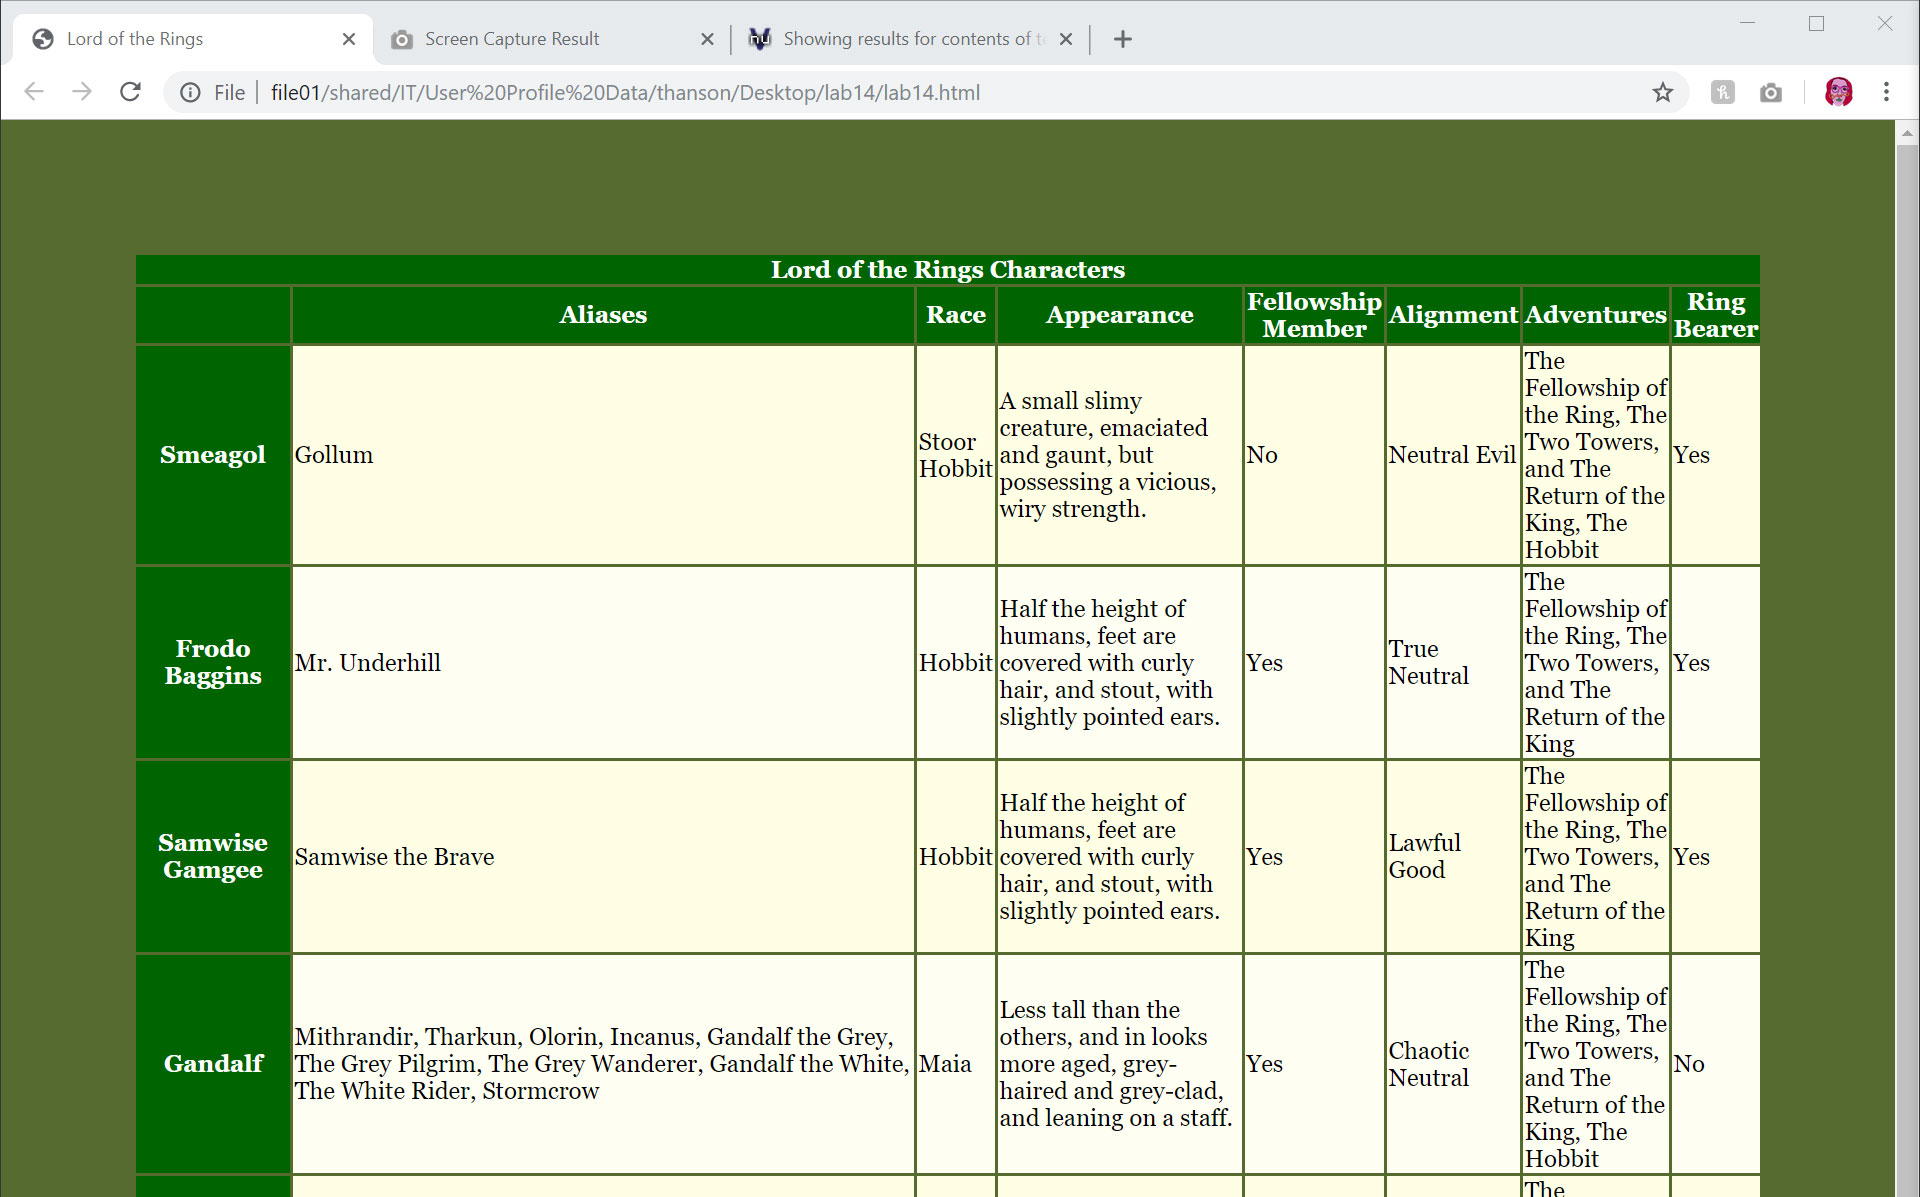 Lord of the Rings
Screen Capture Result
Showing results for contents of
File
file01/shared/IT/User%20Profile%20Data/thanson/Desktop/lab14/lab14.html
Lord of the Rings Characters
Aliases
Race
Appearance
Fellowship
Member
Alignment
Adventures
Ring
Bearer
Smeagol
Gollum
Stoor
Hobbit
A small slimy
creature, emaciated
and gaunt, but
possessing a vicious,
wiry strength.
No
Neutral Evil
The
Fellowship of
the Ring, The
Two Towers,
and The
Return of the
King, The
Hobbit
Yes
Frodo
Baggins
Mr. Underhill
Hobbit
Half the height of
humans, feet are
covered with curly
hair, and stout, with
slightly pointed ears.
Yes
True
Neutral
The
Fellowship of
the Ring, The
Two Towers,
and The
Return of the
King
Yes
Samwise
Gamgee
Samwise the Brave
Hobbit
Half the height of
humans, feet are
covered with curly
hair, and stout, with
slightly pointed ears.
Yes
Lawful
Good
The
Fellowship of
the Ring, The
Two Towers,
and The
Return of the
King
Yes
Gandalf
Mithrandir, Tharkun, Olorin, Incanus, Gandalf the Grey,
The Grey Pilgrim, The Grey Wanderer, Gandalf the White,
The White Rider, Stormcrow
Maia
Less tall than the
others, and in looks
more aged, grey-
haired and grey-clad,
and leaning on a staff.
Yes
Chaotic
Neutral
The
Fellowship of
the Ring, The
Two Towers,
and The
Return of the
King, The
Hobbit
No
The